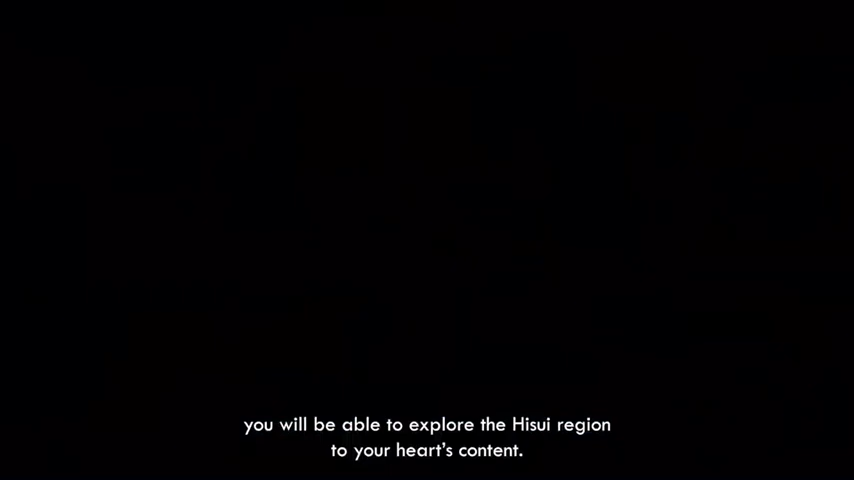 you will be able to explore the Hisui region
to your heart's content.